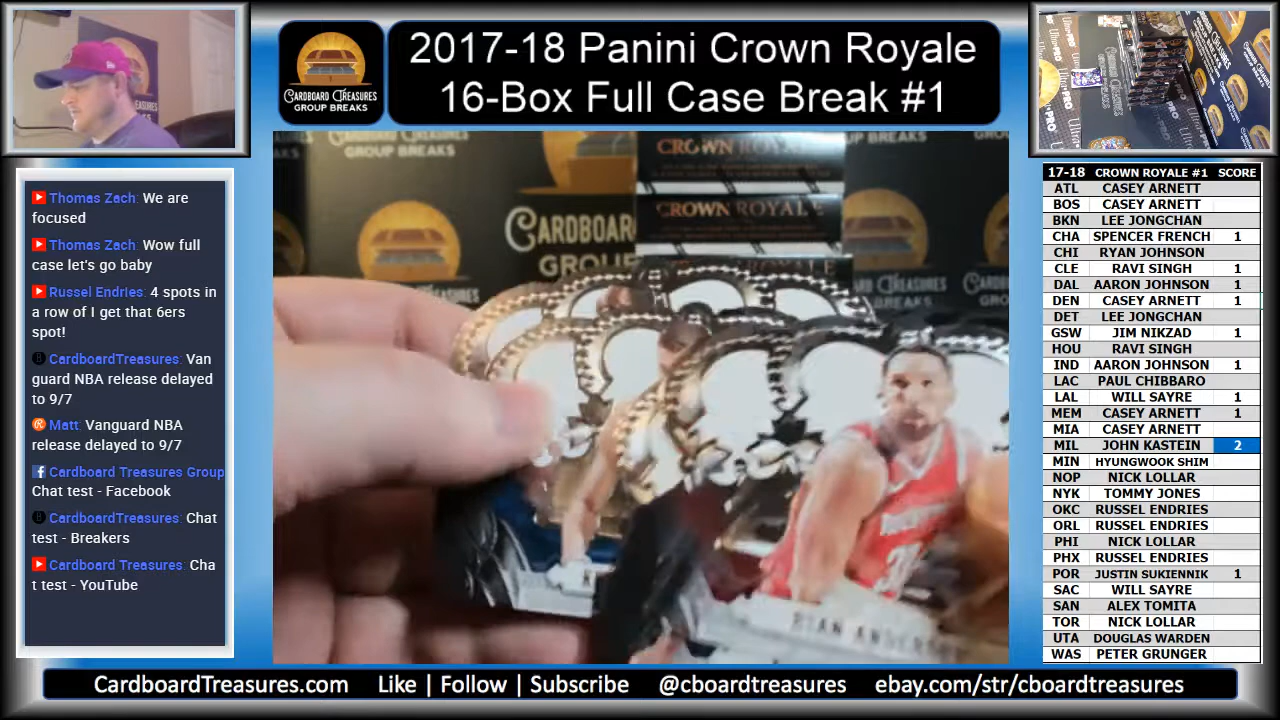 2017-18 Panini Crown Royale
16-Box Full Case Break #1
CARDBOARD TREASURES
GROUP BREAKS
Thomas Zach: We are
focused
Thomas Zach: Wow full
case let's go baby
Russel Endries: 4 spots in
a row of I get that 6ers
spot!
CardboardTreasures: Van
guard NBA release delayed
to 9/7
Matt: Vanguard NBA
release delayed to 9/7
Cardboard Treasures Group
Chat test - Facebook
CardboardTreasures: Chat
test - Breakers
Cardboard Treasures: Cha
t test - YouTube
GROUP BREAKS
CROWN ROYALE
CROWN ROYALE
CARDBOAR
GROUP
17-18 CROWN ROYALE #1 SCORE
ATL CASEY ARNETT
BOS CASEY ARNETT
BKN LEE JONGCHAN
CHA SPENCER FRENCH 1
CHI RYAN JOHNSON
CLE RAVI SINGH 1
DAL AARON JOHNSON 1
DEN CASEY ARNETT 1
DET LEE JONGCHAN
GSW JIM NIKZAD 1
HOU RAVI SINGH
IND AARON JOHNSON 1
LAC PAUL CHIBBARO
LAL WILL SAYRE 1
MEM CASEY ARNETT 1
MIA CASEY ARNETT
MIL JOHN KASTEIN 2
MIN HYUNGWOOK SHIM
NOP NICK LOLLAR
NYK TOMMY JONES
OKC RUSSEL ENDRIES
ORL RUSSEL ENDRIES
PHI NICK LOLLAR
PHX RUSSEL ENDRIES
POR JUSTIN SUKIENNIK 1
SAC WILL SAYRE
SAN ALEX TOMITA
TOR NICK LOLLAR
UTA DOUGLAS WARDEN
WAS PETER GRUNGER
CardboardTreasures.com Like | Follow | Subscribe @cboardtreasures ebay.com/str/cboardtreasures